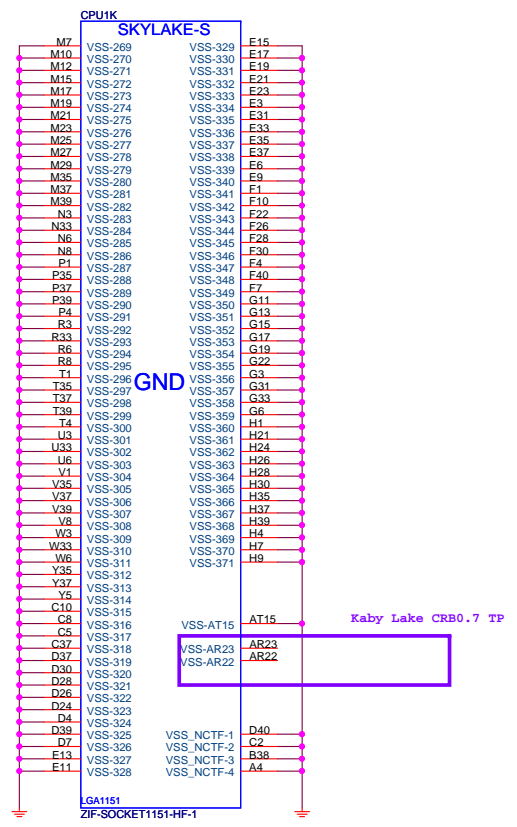 CPU1K
SKYLAKE-S
M7 VSS-269 VSS-329 E15
M10 VSS-270 VSS-330 E17
M12 VSS-271 VSS-331 E19
M15 VSS-272 VSS-332 E21
M17 VSS-273 VSS-333 E23
M19 VSS-274 VSS-334 E3
M21 VSS-275 VSS-335 E31
M23 VSS-276 VSS-336 E33
M25 VSS-277 VSS-337 E35
M27 VSS-278 VSS-338 E37
M29 VSS-279 VSS-339 E6
M35 VSS-280 VSS-340 E9
M37 VSS-281 VSS-341 F1
M39 VSS-282 VSS-342 F10
N3 VSS-283 VSS-343 F22
N33 VSS-284 VSS-344 F26
N6 VSS-285 VSS-345 F28
N8 VSS-286 VSS-346 F30
P1 VSS-287 VSS-347 F4
P35 VSS-288 VSS-348 F40
P37 VSS-289 VSS-349 F7
P39 VSS-290 VSS-350 G11
P4 VSS-291 VSS-351 G13
R3 VSS-292 VSS-352 G15
R33 VSS-293 VSS-353 G17
R6 VSS-294 VSS-354 G19
R8 VSS-295 VSS-355 G22
T1 VSS-296 VSS-356 G3
GND
T35 VSS-297 VSS-357 G31
T37 VSS-298 VSS-358 G33
T39 VSS-299 VSS-359 G6
T4 VSS-300 VSS-360 H1
U3 VSS-301 VSS-361 H21
U33 VSS-302 VSS-362 H24
U6 VSS-303 VSS-363 H26
V1 VSS-304 VSS-364 H28
V35 VSS-305 VSS-365 H30
V37 VSS-306 VSS-366 H35
V39 VSS-307 VSS-367 H37
V8 VSS-308 VSS-368 H39
W3 VSS-309 VSS-369 H4
W33 VSS-310 VSS-370 H7
W6 VSS-311 VSS-371 H9
Y35 VSS-312
Y37 VSS-313
Y5 VSS-314
C10 VSS-315
C8 VSS-316 VSS-AT15 AT15 Kaby Lake CRB0.7 TP
C5 VSS-317
C37 VSS-318 VSS-AR23 AR23
D37 VSS-319 VSS-AR22 AR22
D30 VSS-320
D28 VSS-321
D26 VSS-322
D24 VSS-323
D4 VSS-324
D39 VSS-325 VSS_NCTF-1 D40
D7 VSS-326 VSS_NCTF-2 C2
E13 VSS-327 VSS_NCTF-3 B38
E11 VSS-328 VSS_NCTF-4 A4
LGA1151
ZIF-SOCKET1151-HF-1